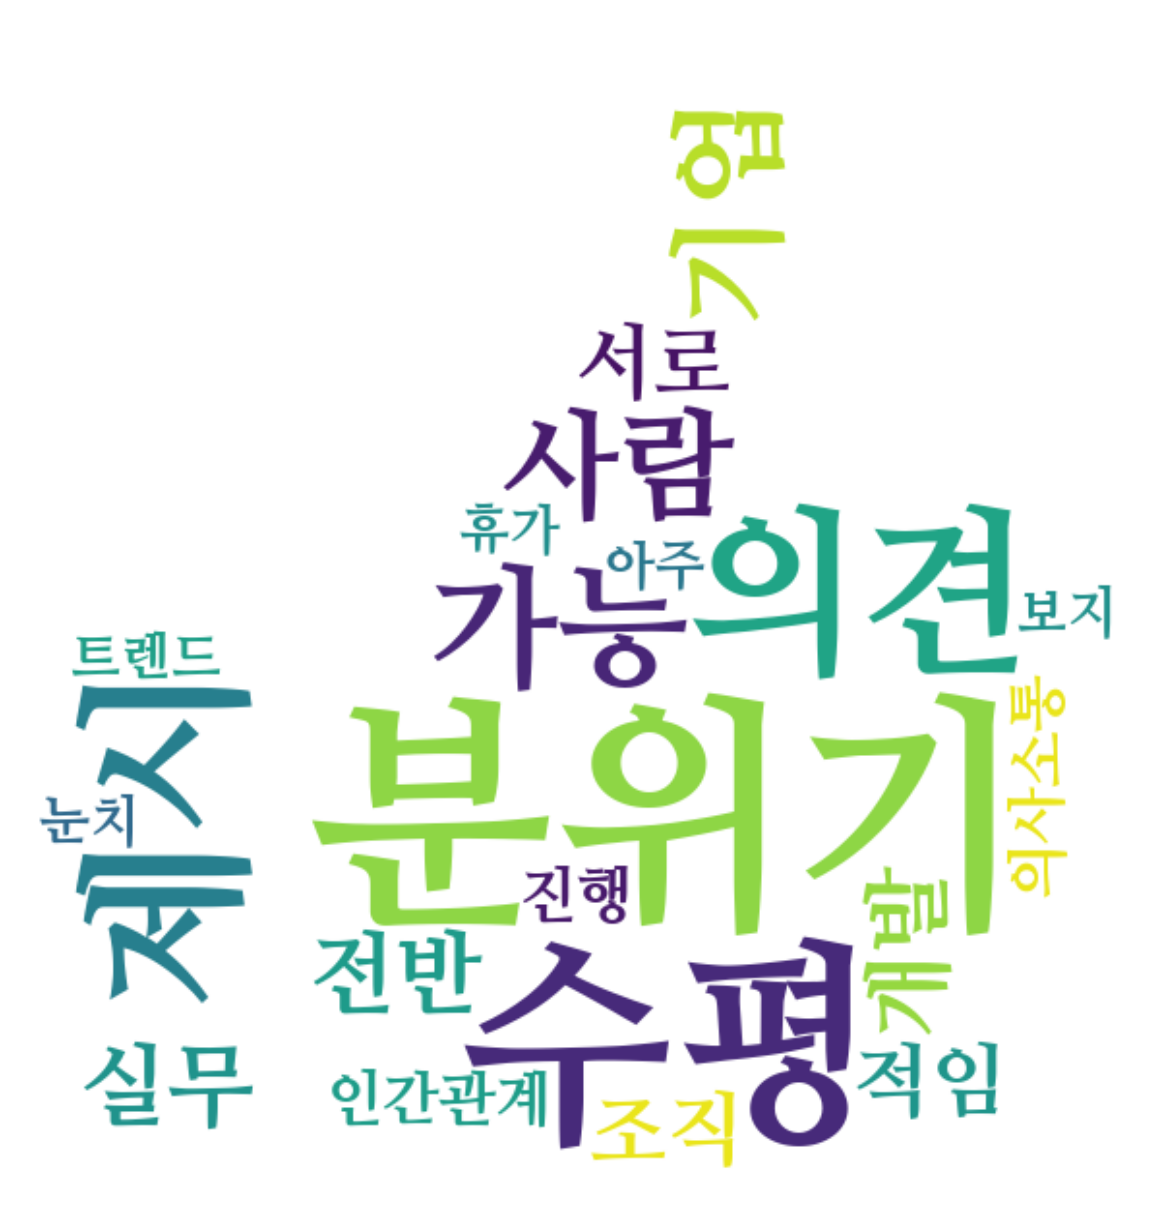 기업
서로
사람
휴가
아주
의견
가능
보지
트렌드
제시
눈치
분위기
의사소통
진행
개발
전반
수평
실무
인간관계
조직
적임